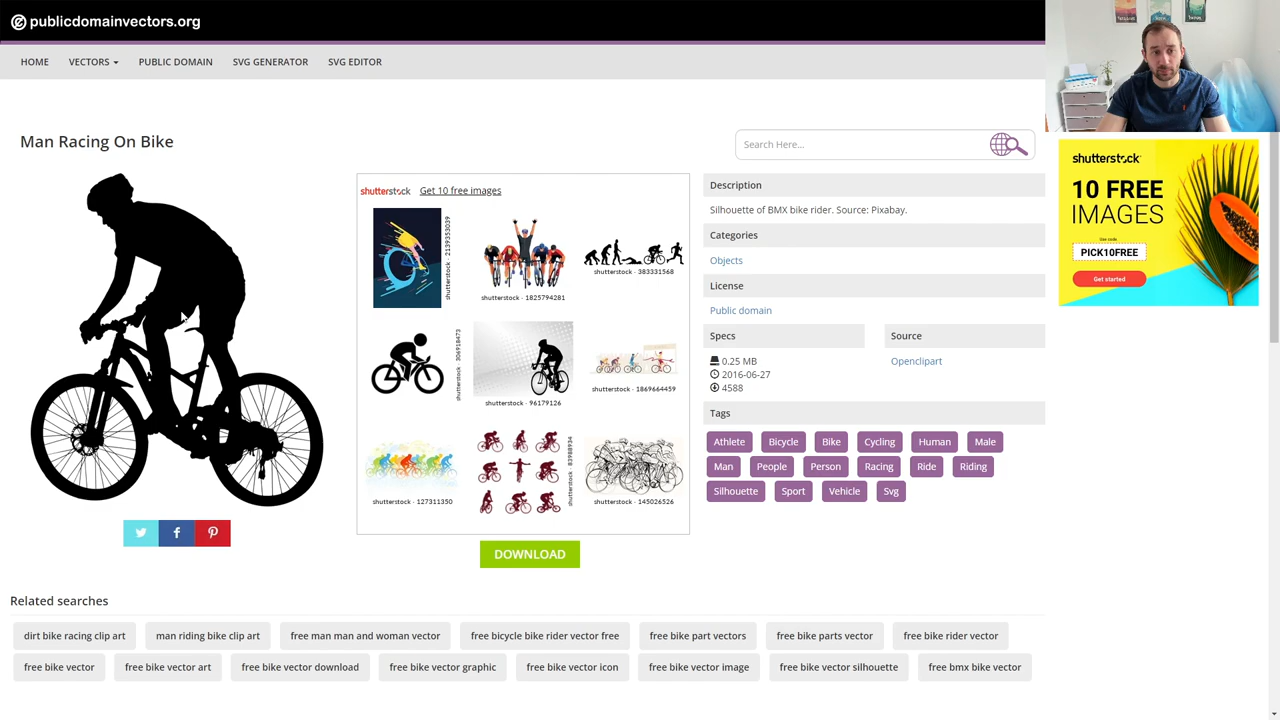 publicdomainvectors.org
HOME
VECTORS
PUBLIC DOMAIN
SVG GENERATOR
SVG EDITOR
Man Racing On Bike
Search Here...
shutterstock
Get 10 free images
shutterstock · 2139353039
shutterstock · 1825794281
shutterstock · 383331568
shutterstock · 306918473
shutterstock · 96179126
shutterstock · 1869664459
shutterstock · 127311350
shutterstock · 83988934
shutterstock · 145026526
DOWNLOAD
Description
Silhouette of BMX bike rider. Source: Pixabay.
Categories
Objects
License
Public domain
Specs
0.25 MB
2016-06-27
4588
Source
Openclipart
Tags
Athlete
Bicycle
Bike
Cycling
Human
Male
Man
People
Person
Racing
Ride
Riding
Silhouette
Sport
Vehicle
Svg
shutterstock
10 FREE
IMAGES
Use code
PICK10FREE
Get started
Related searches
dirt bike racing clip art
man riding bike clip art
free man man and woman vector
free bicycle bike rider vector free
free bike part vectors
free bike parts vector
free bike rider vector
free bike vector
free bike vector art
free bike vector download
free bike vector graphic
free bike vector icon
free bike vector image
free bike vector silhouette
free bmx bike vector